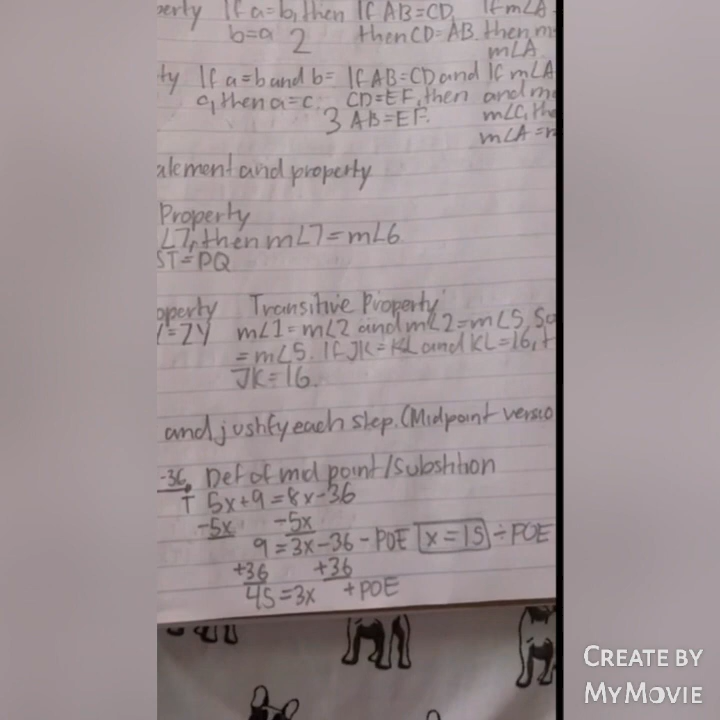 perty If a=b, then If AB=CD If m∠A
b=a 2 then CD=AB. then m
m∠A
ty If a=b and b= If AB=CD and If m∠A
c, then a=c. CD=EF, then and m
3 AB=EF. m∠C, the
m∠A=m
atement and property
Property
∠7, then m∠7=m∠6
ST=PQ
operty Transitive Property
=ZY m∠1=m∠2 and m∠2=m∠5, So
=m∠5. If JK=KL and KL=16, t
JK=16.
and justify each step. (Midpoint versio
-36. Def of mid point/Substition
5x+9=8x-36
-5x -5x
9=3x-36 -POE x=15 ÷POE
+36 +36
45=3x +POE
CREATE BY
MYMOVIE